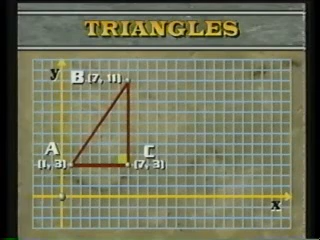 TRIANGLES
y
B (7, 11)
A
C
(1, 3)
(7, 3)
x